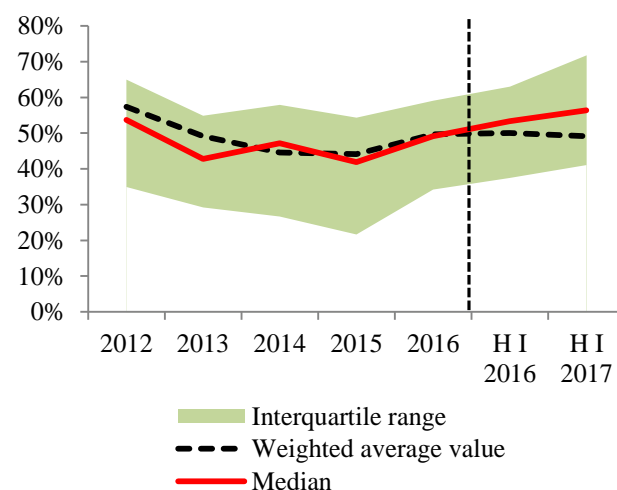 80%
70%
60%
50%
40%
30%
20%
10%
0%
2012 2013 2014 2015 2016 H I H I
2016 2017
Interquartile range
Weighted average value
Median